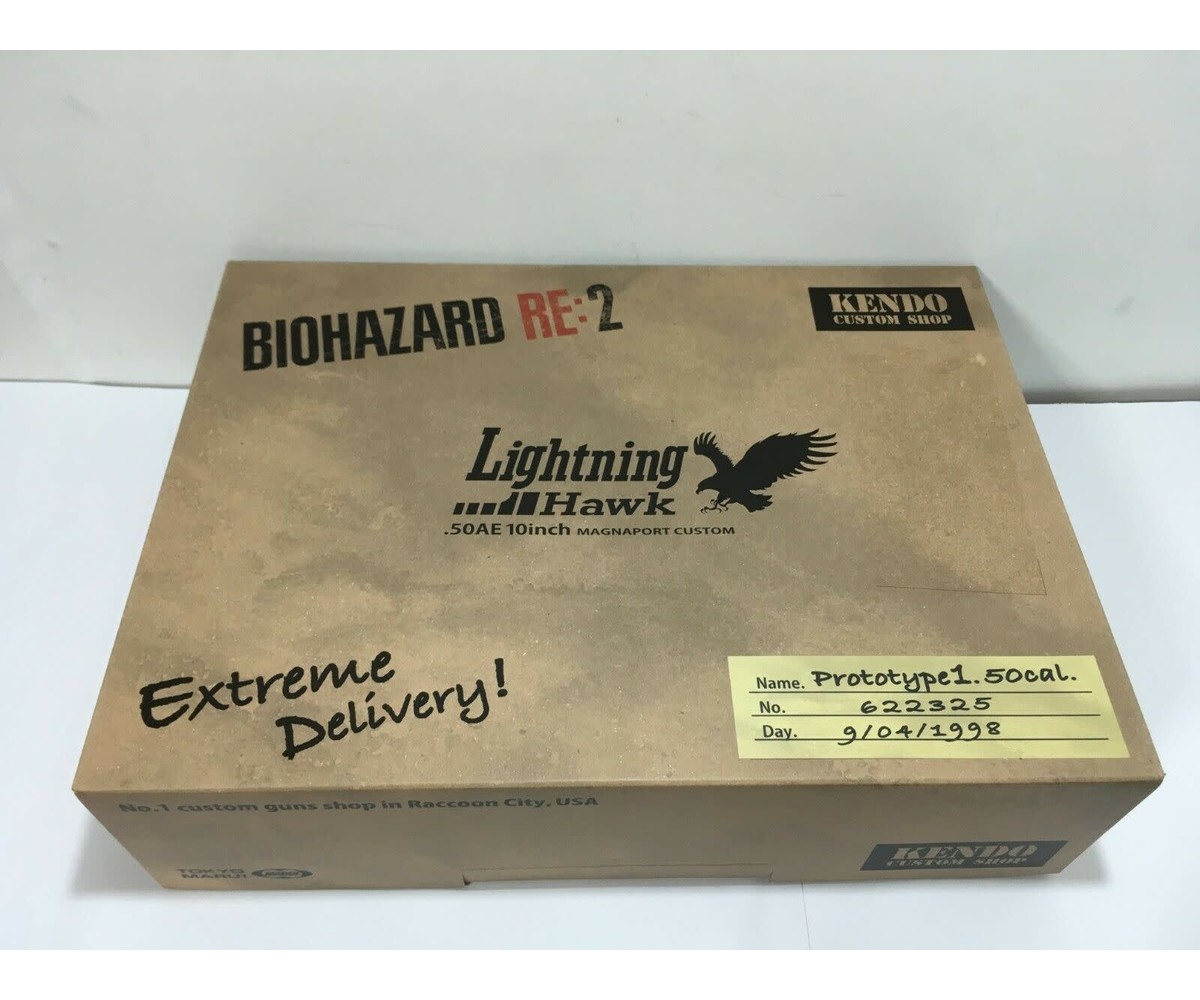 BIOHAZARD RE:2
KENDO
CUSTOM SHOP
Lightning
Hawk
.50AE 10inch MAGNAPORT CUSTOM
Extreme
Delivery!
Name. Prototype1.50cal.
No. 622325
Day. 9/04/1998
No.1 custom guns shop in Raccoon City, USA
KENDO
CUSTOM SHOP
TOKYO
MARUI